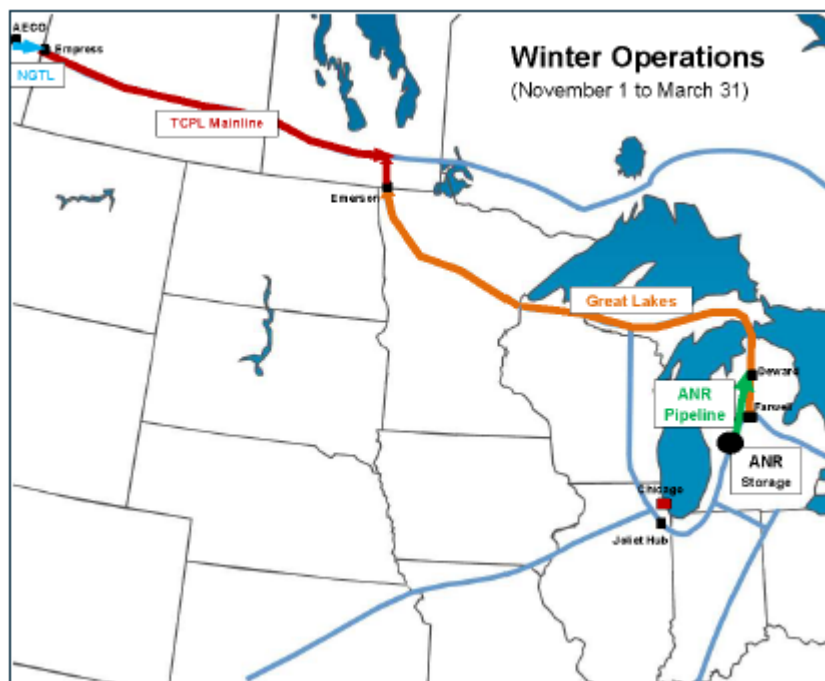 AECO
Empress
NGTL
Winter Operations
(November 1 to March 31)
TCPL Mainline
Emerson
Great Lakes
Deward
ANR
Pipeline
Farwell
ANR
Storage
Chicago
Joliet Hub